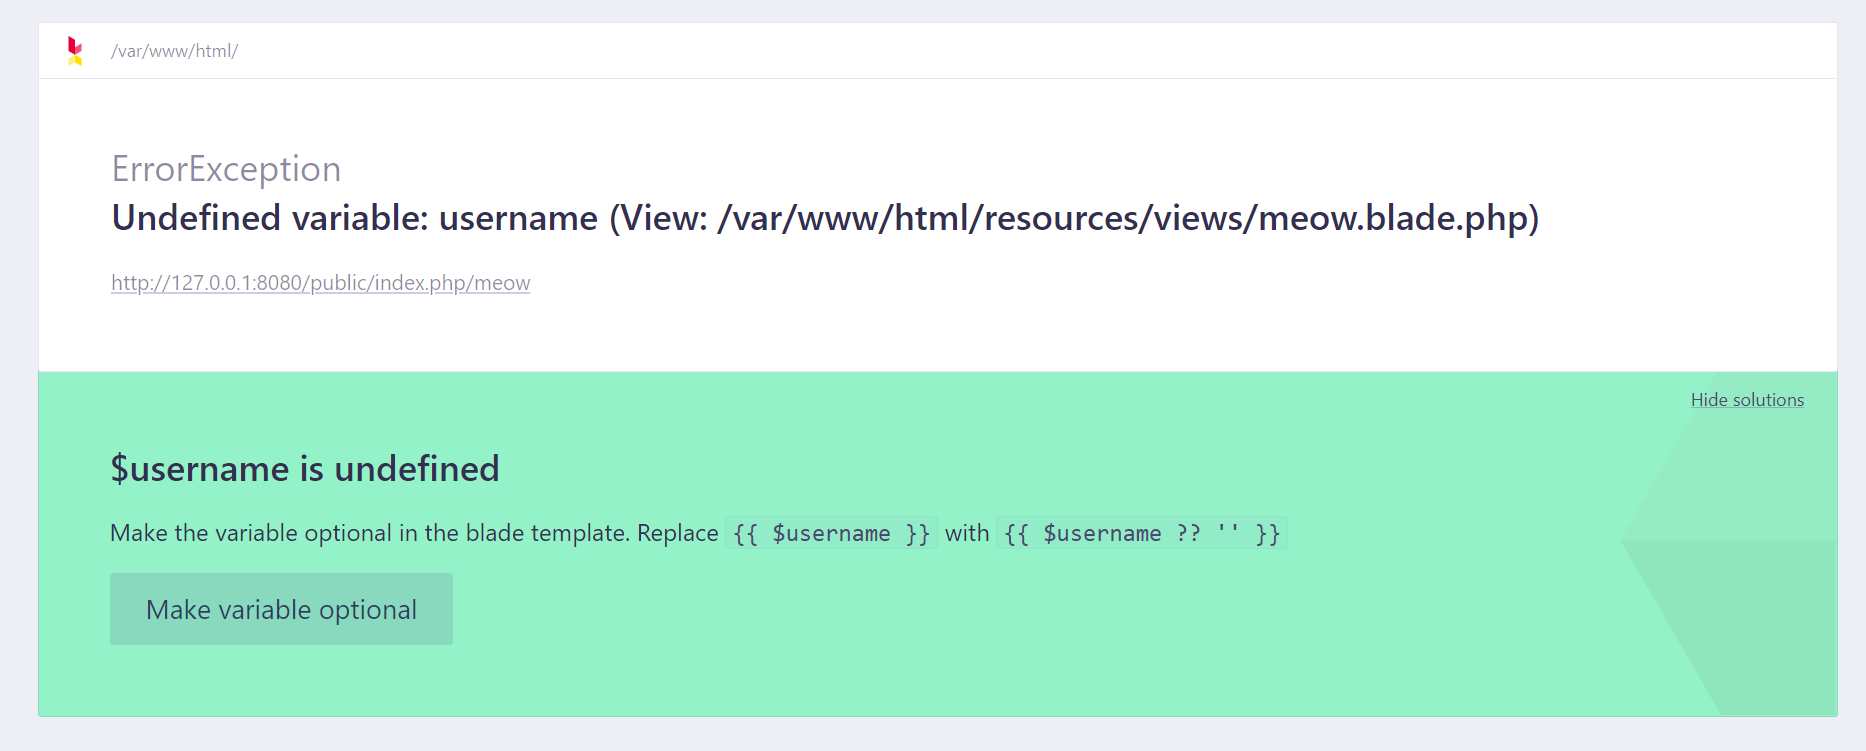 /var/www/html/
ErrorException
Undefined variable: username (View: /var/www/html/resources/views/meow.blade.php)
http://127.0.0.1:8080/public/index.php/meow
Hide solutions
$username is undefined
Make the variable optional in the blade template. Replace {{ $username }} with {{ $username ?? '' }}
Make variable optional